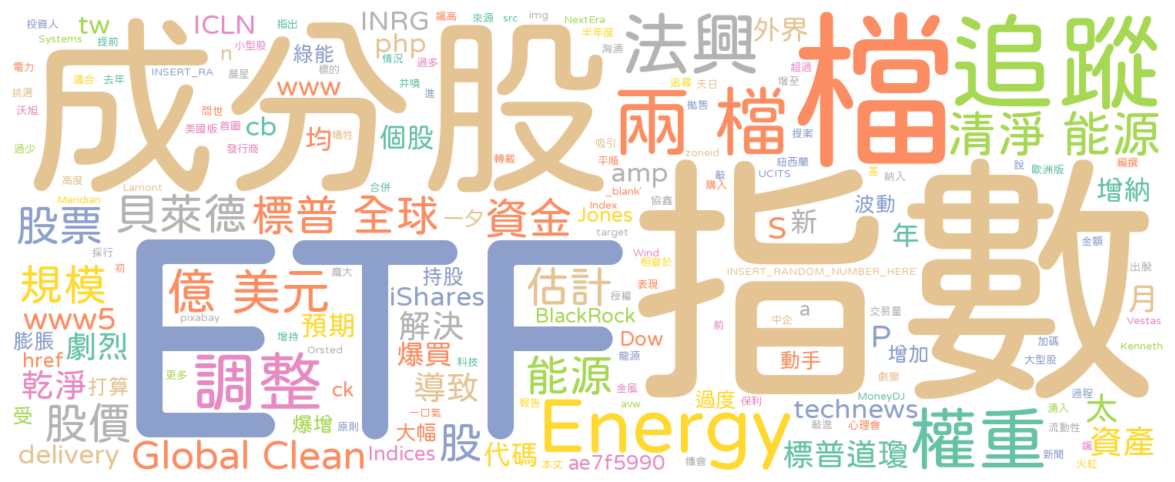 投資人 tw ICLN 指出 INRG 飆高 來源 src img NextEra
Systems 提前 小型股 n php 情況 過多 半年度 洶湧
電力 適合 去年 INSERT_RA 綠能 晨星 標的 井噴 進
成分股
法興 外界 超過 檔 追蹤
挑選 www 追尋 天日 增至
沃旭 問世 美國版 首圖 cb 均 犧牲 個股 兩 檔 拋售 提案 清淨 能源
過少 發行商 轉載 吸引 zoneid 紐西蘭 說 編撰
高度 Lamont 合併 平順 amp 敲 UCITS 差 納入 歐洲版 增納
Meridian 貝萊德 標普 全球 一夕 資金 _blank' 購入 Index 協鑫 Jones target S 新 波動 年
股票 採行 Wind 指數 金額
初 龐大 相當於 INSERT_RANDOM_NUMBER_HERE' 出脫
規模 億 美元 ETF 持股 估計 授權 表現 月
www5 pixabay iShares BlackRock a 中企 交易量 前 Vestas
膨脹 劇烈 增持 預期 解決 Dow P 加碼 Kenneth
href Orsted 爆買 科技 龍源 動手 增加 大型股
乾淨 打算 更多 調整 ck 導致 能源 金風 劇變 過程
受 股價 爆增 原則 一口氣 報告 avw 保利 過度 MoneyDJ technews 湧入 太
大幅 股 Energy 敲進 心理會 權重 流動性 飆 資產
delivery Global Clean Indices 代碼 本文 ae7f5990 機會 標普道瓊 新聞 火紅